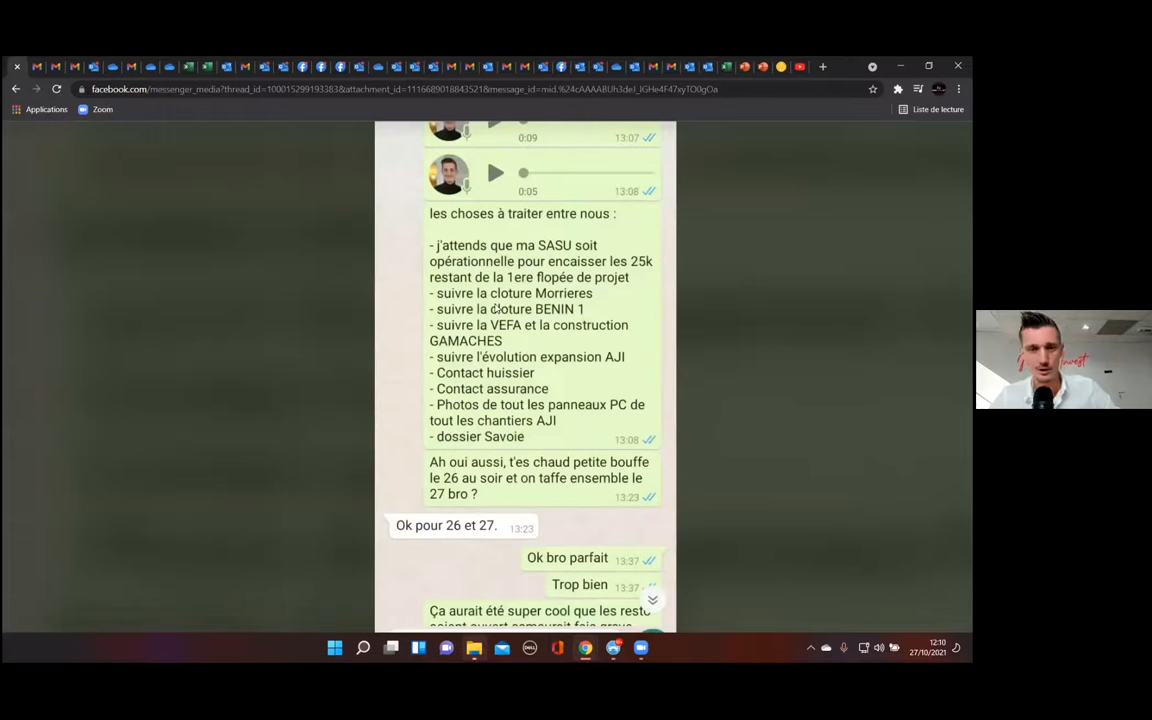 facebook.com/messenger_media?thread_id=100015299193383&attachment_id=1116689018843521&message_id=mid.
Applications
Zoom
Liste de lecture
0:09
13:07
0:05
13:08
les choses à traiter entre nous :
- j'attends que ma SASU soit
opérationnelle pour encaisser les 25k
restant de la 1ere flopée de projet
- suivre la cloture Morrieres
- suivre la cloture BENIN 1
- suivre la VEFA et la construction
GAMACHES
- suivre l'évolution expansion AJI
- Contact huissier
- Contact assurance
- Photos de tout les panneaux PC de
tout les chantiers AJI
- dossier Savoie
13:08
Ah oui aussi, t'es chaud petite bouffe
le 26 au soir et on taffe ensemble le
27 bro ?
13:23
Ok pour 26 et 27.
13:23
Ok bro parfait
13:37
Trop bien
13:37
Ça aurait été super cool que les resto
12:10
27/10/2021